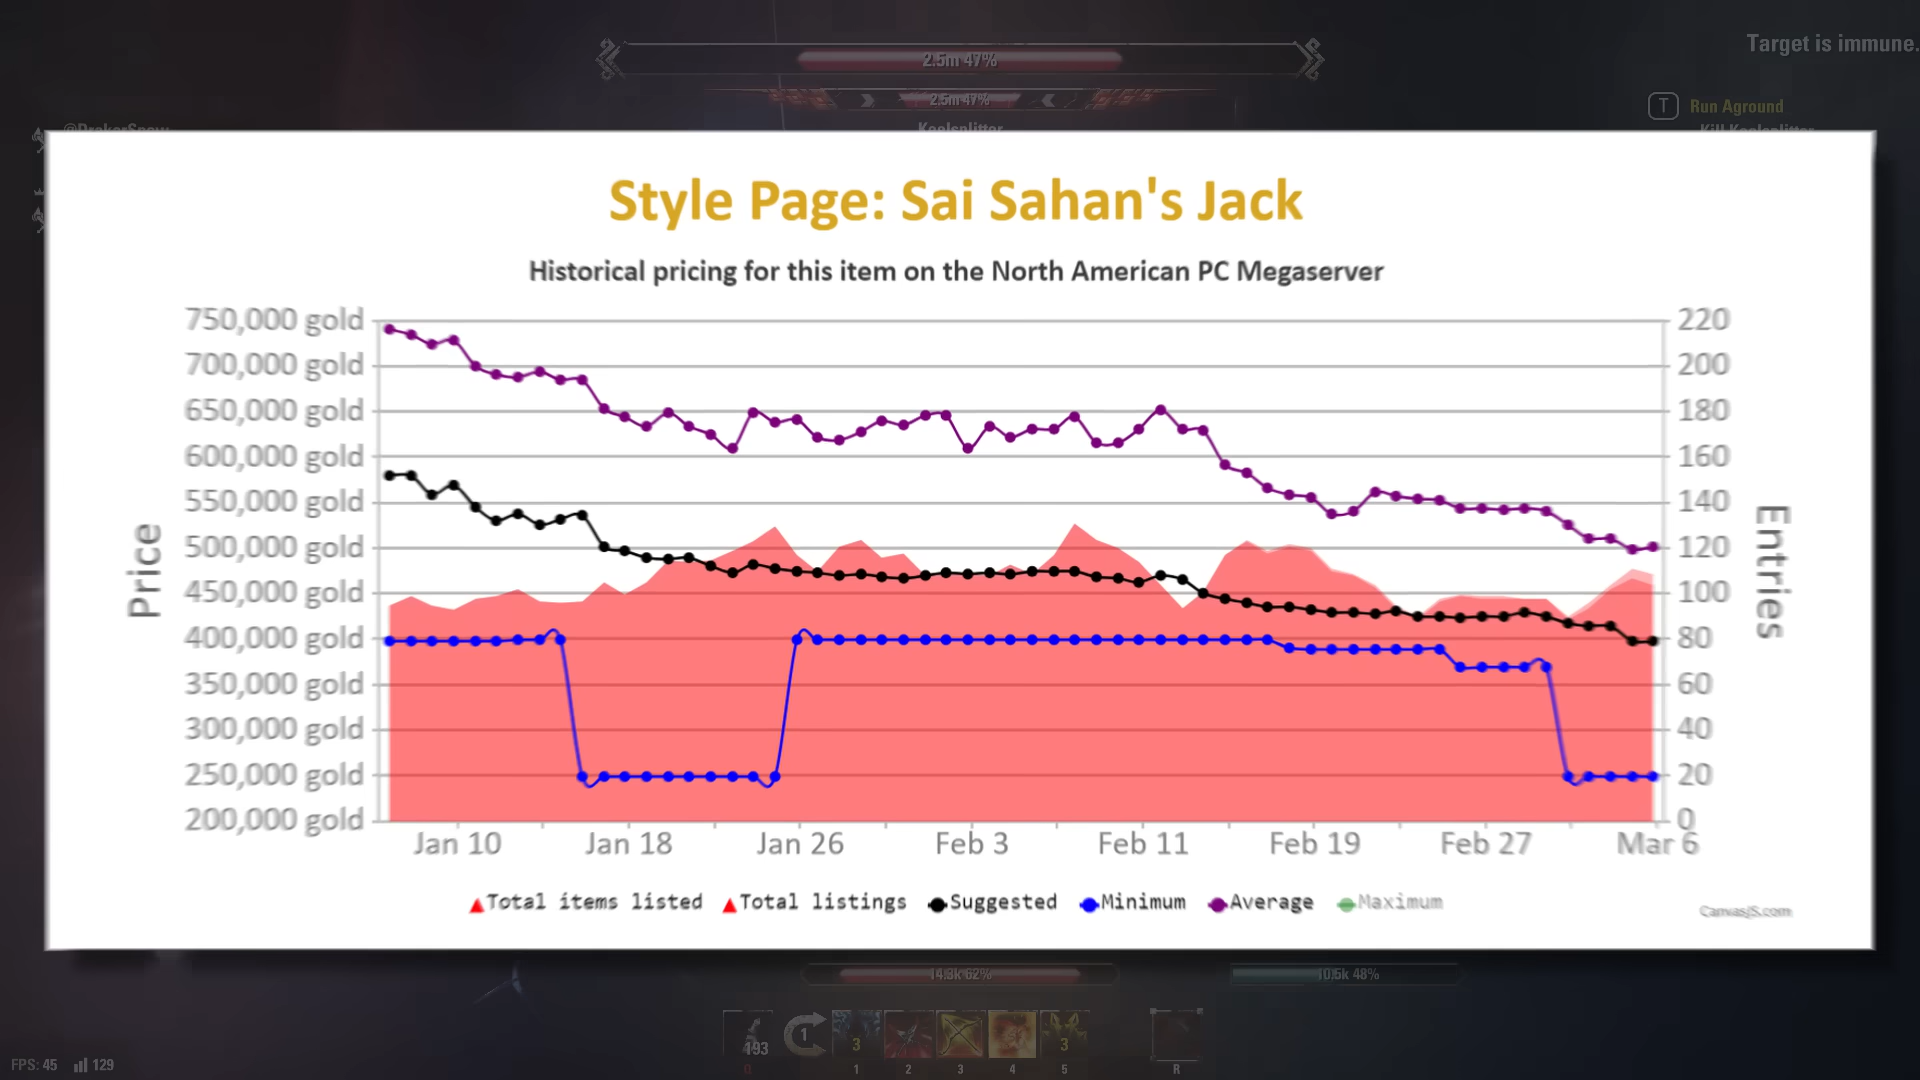 2.5m 47%
Target is immune.
2.5m 47%
T Run Aground
Style Page: Sai Sahan's Jack
Historical pricing for this item on the North American PC Megaserver
750,000 gold 220
700,000 gold 200
650,000 gold 180
600,000 gold 160
550,000 gold 140
500,000 gold 120
450,000 gold 100
400,000 gold 80
350,000 gold 60
300,000 gold 40
250,000 gold 20
200,000 gold 0
Price
Entries
Jan 10 Jan 18 Jan 26 Feb 3 Feb 11 Feb 19 Feb 27 Mar 6
Total items listed Total listings Suggested Minimum Average Maximum
CanvasJS.com
14.3k 62% 10.5k 48%
193 1 3 3
Q 1 2 3 4 5 R
FPS: 45 129